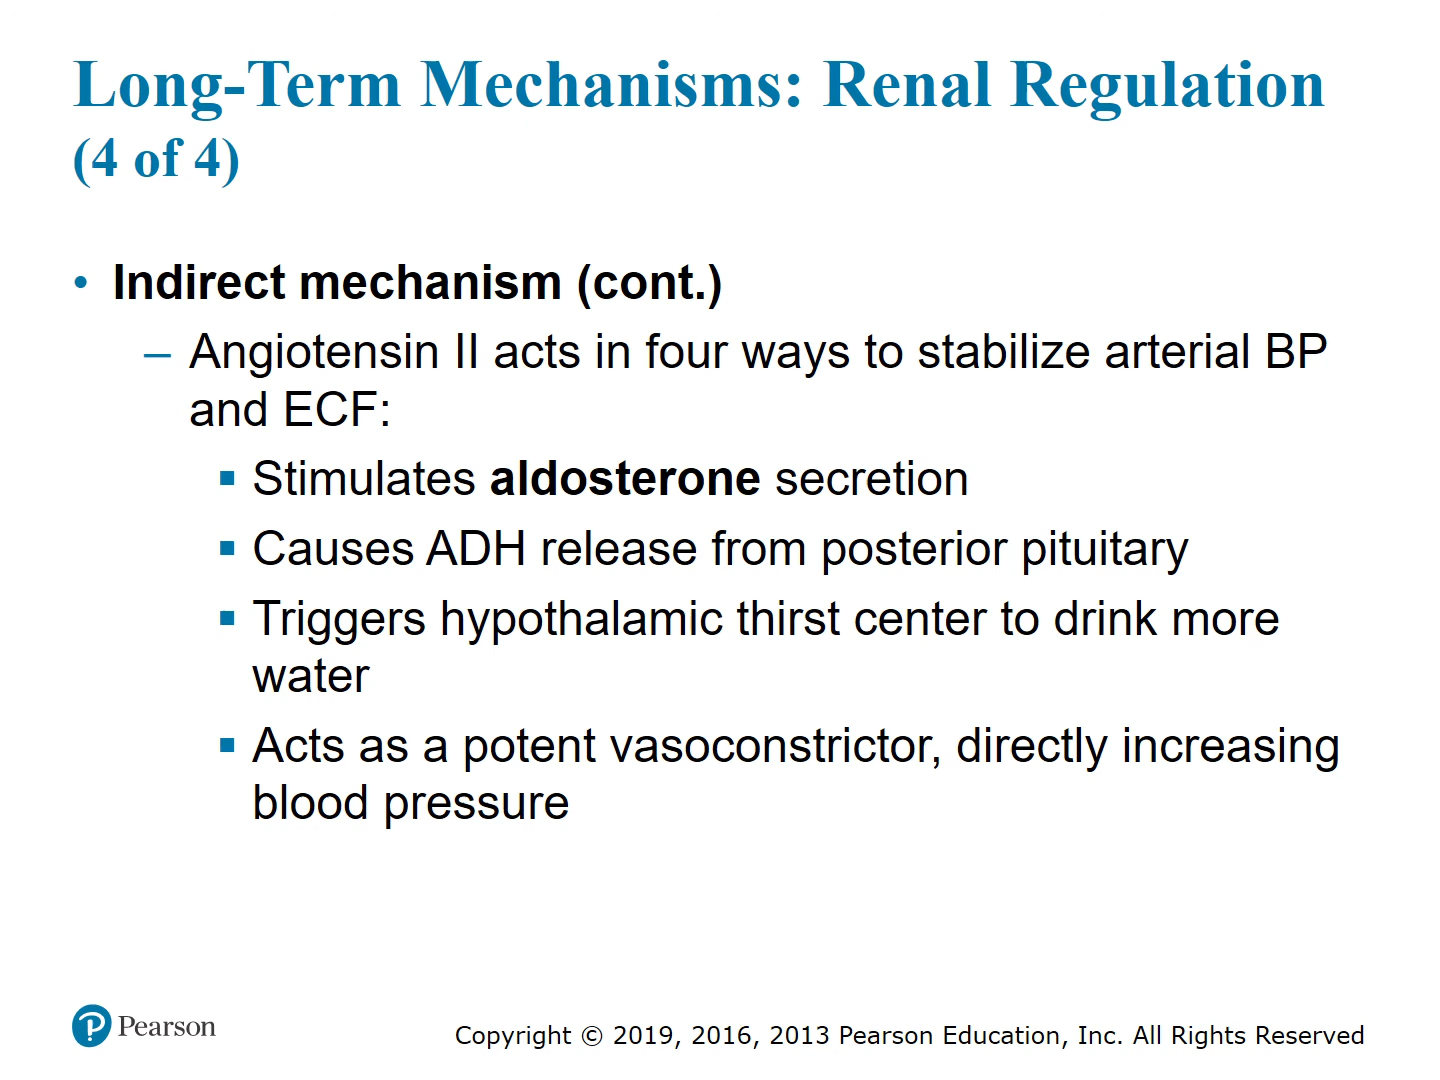 Long-Term Mechanisms: Renal Regulation
(4 of 4)
• Indirect mechanism (cont.)
– Angiotensin II acts in four ways to stabilize arterial BP
and ECF:
▪ Stimulates aldosterone secretion
▪ Causes ADH release from posterior pituitary
▪ Triggers hypothalamic thirst center to drink more
water
▪ Acts as a potent vasoconstrictor, directly increasing
blood pressure
Pearson
Copyright © 2019, 2016, 2013 Pearson Education, Inc. All Rights Reserved